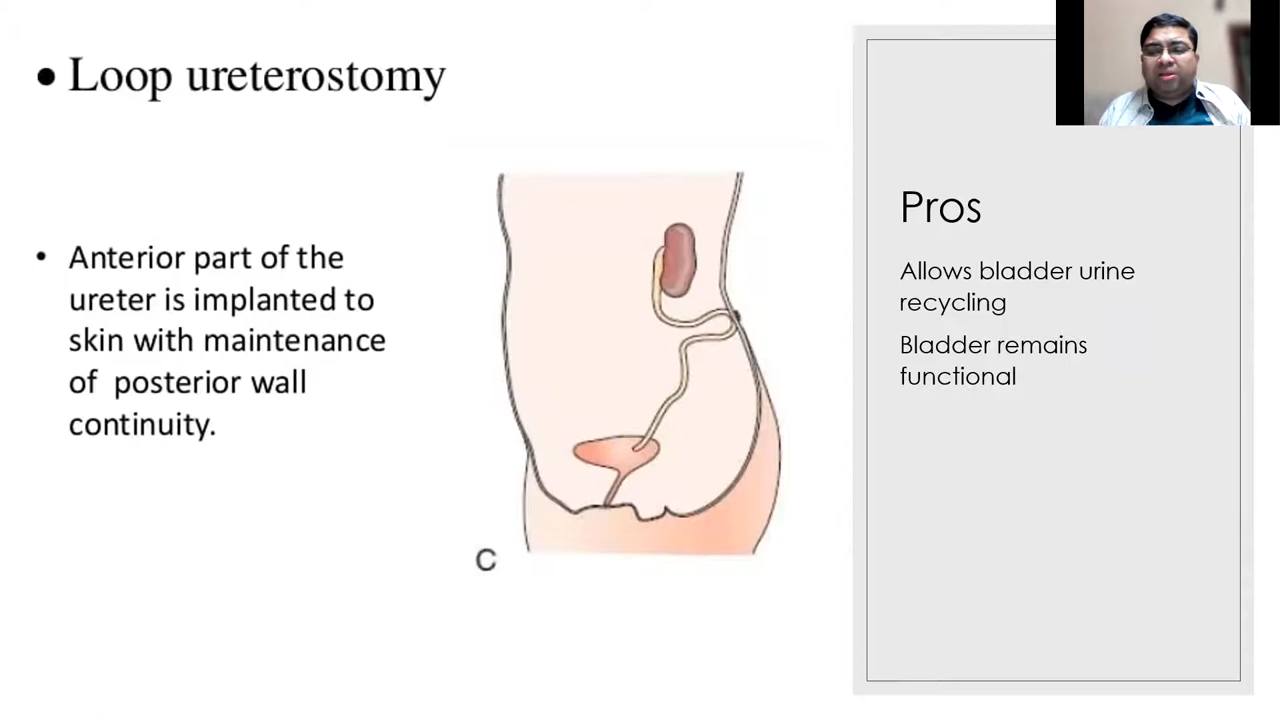 • Loop ureterostomy
• Anterior part of the
ureter is implanted to
skin with maintenance
of posterior wall
continuity.
C
Pros
Allows bladder urine
recycling
Bladder remains
functional